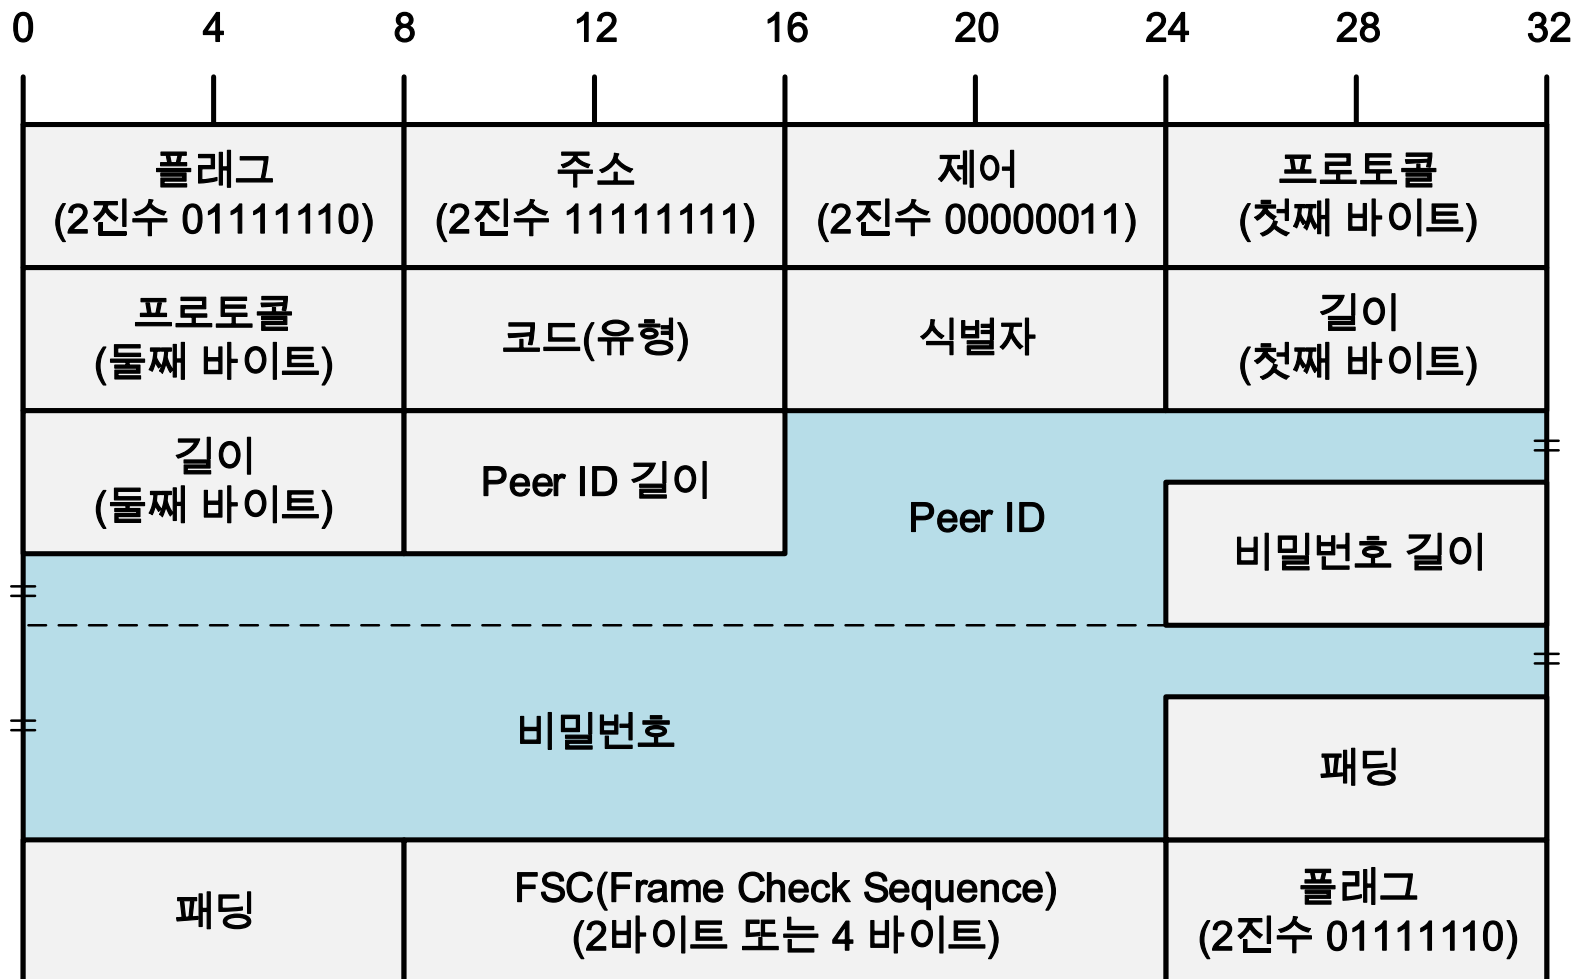 0 4 8 12 16 20 24 28 32
플래그
(2진수 01111110)
주소
(2진수 11111111)
제어
(2진수 00000011)
프로토콜
(첫째 바이트)
프로토콜
(둘째 바이트)
코드(유형)
식별자
길이
(첫째 바이트)
길이
(둘째 바이트)
Peer ID 길이
Peer ID
비밀번호 길이
비밀번호
패딩
패딩
FSC(Frame Check Sequence)
(2바이트 또는 4 바이트)
플래그
(2진수 01111110)